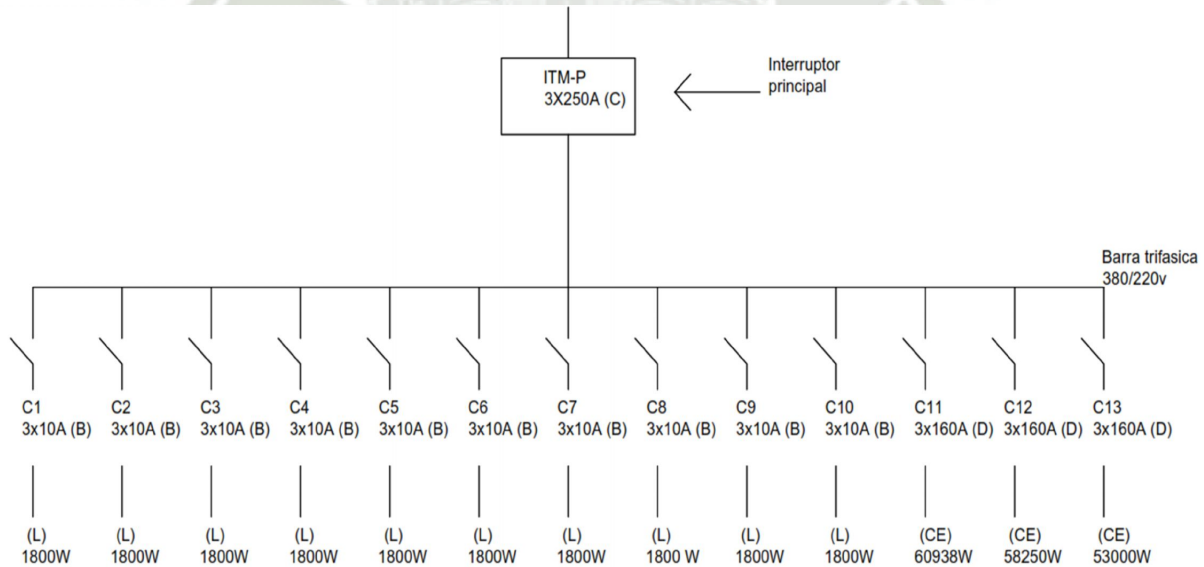 ITM-P
3X250A (C)
Interruptor
principal
Barra trifasica
380/220v
C1
3x10A (B)
C2
3x10A (B)
C3
3x10A (B)
C4
3x10A (B)
C5
3x10A (B)
C6
3x10A (B)
C7
3x10A (B)
C8
3x10A (B)
C9
3x10A (B)
C10
3x10A (B)
C11
3x160A (D)
C12
3x160A (D)
C13
3x160A (D)
(L)
1800W
(L)
1800W
(L)
1800W
(L)
1800W
(L)
1800W
(L)
1800W
(L)
1800W
(L)
1800 W
(L)
1800W
(L)
1800W
(CE)
60938W
(CE)
58250W
(CE)
53000W